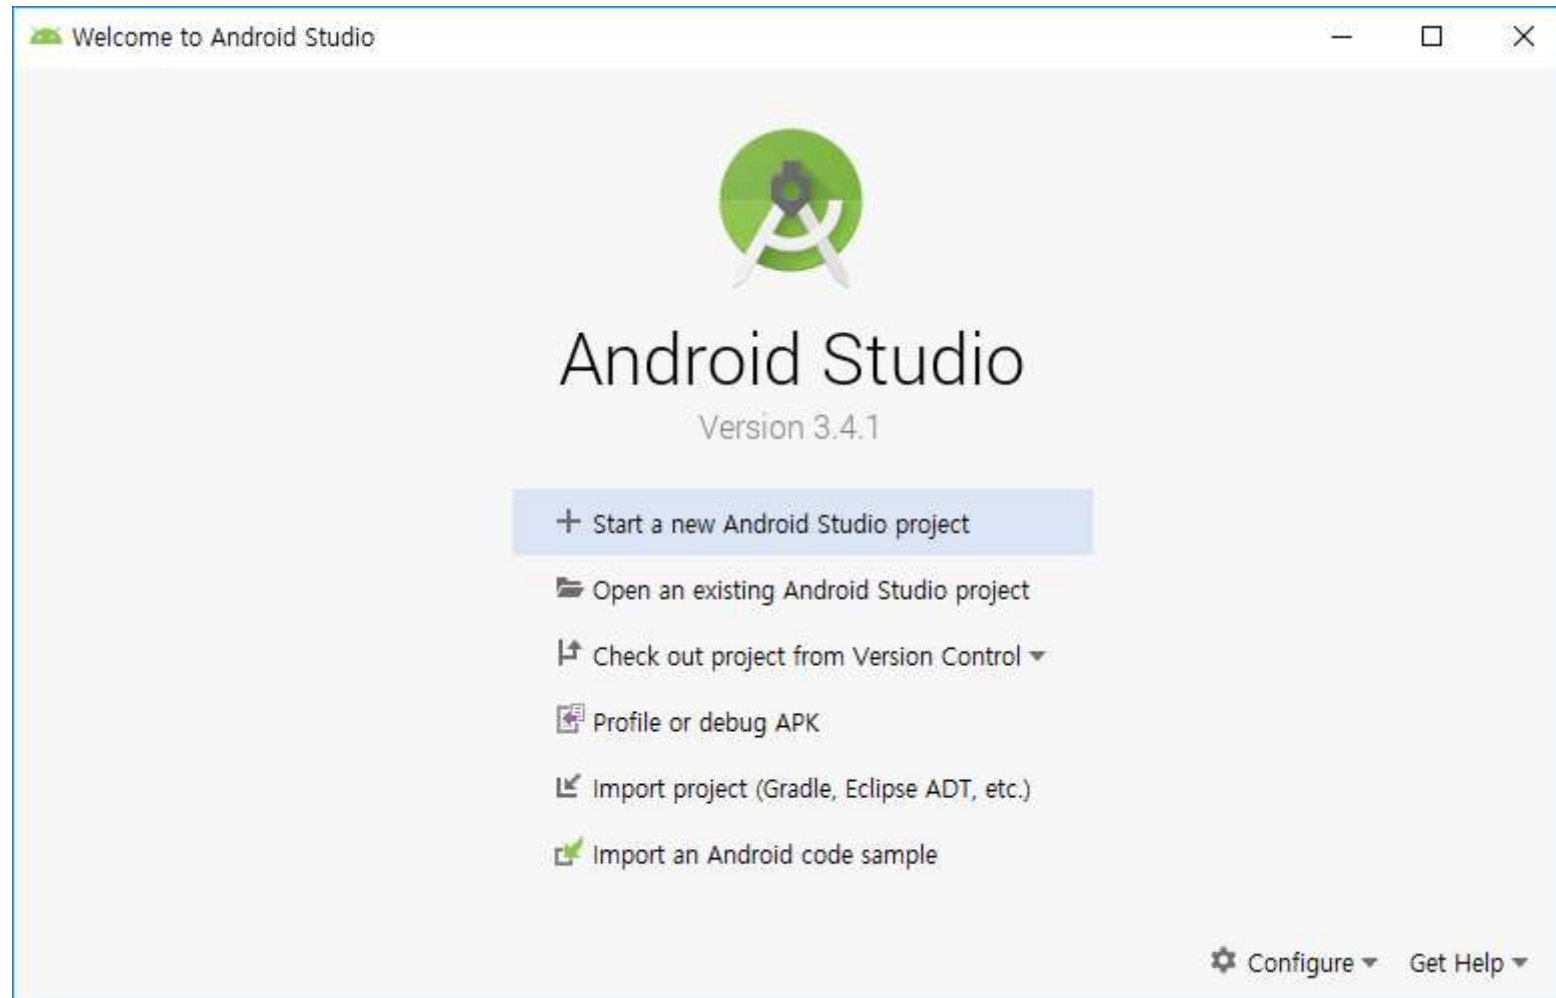 Welcome to Android Studio
Android Studio
Version 3.4.1
Start a new Android Studio project
Open an existing Android Studio project
Check out project from Version Control
Profile or debug APK
Import project (Gradle, Eclipse ADT, etc.)
Import an Android code sample
Configure Get Help